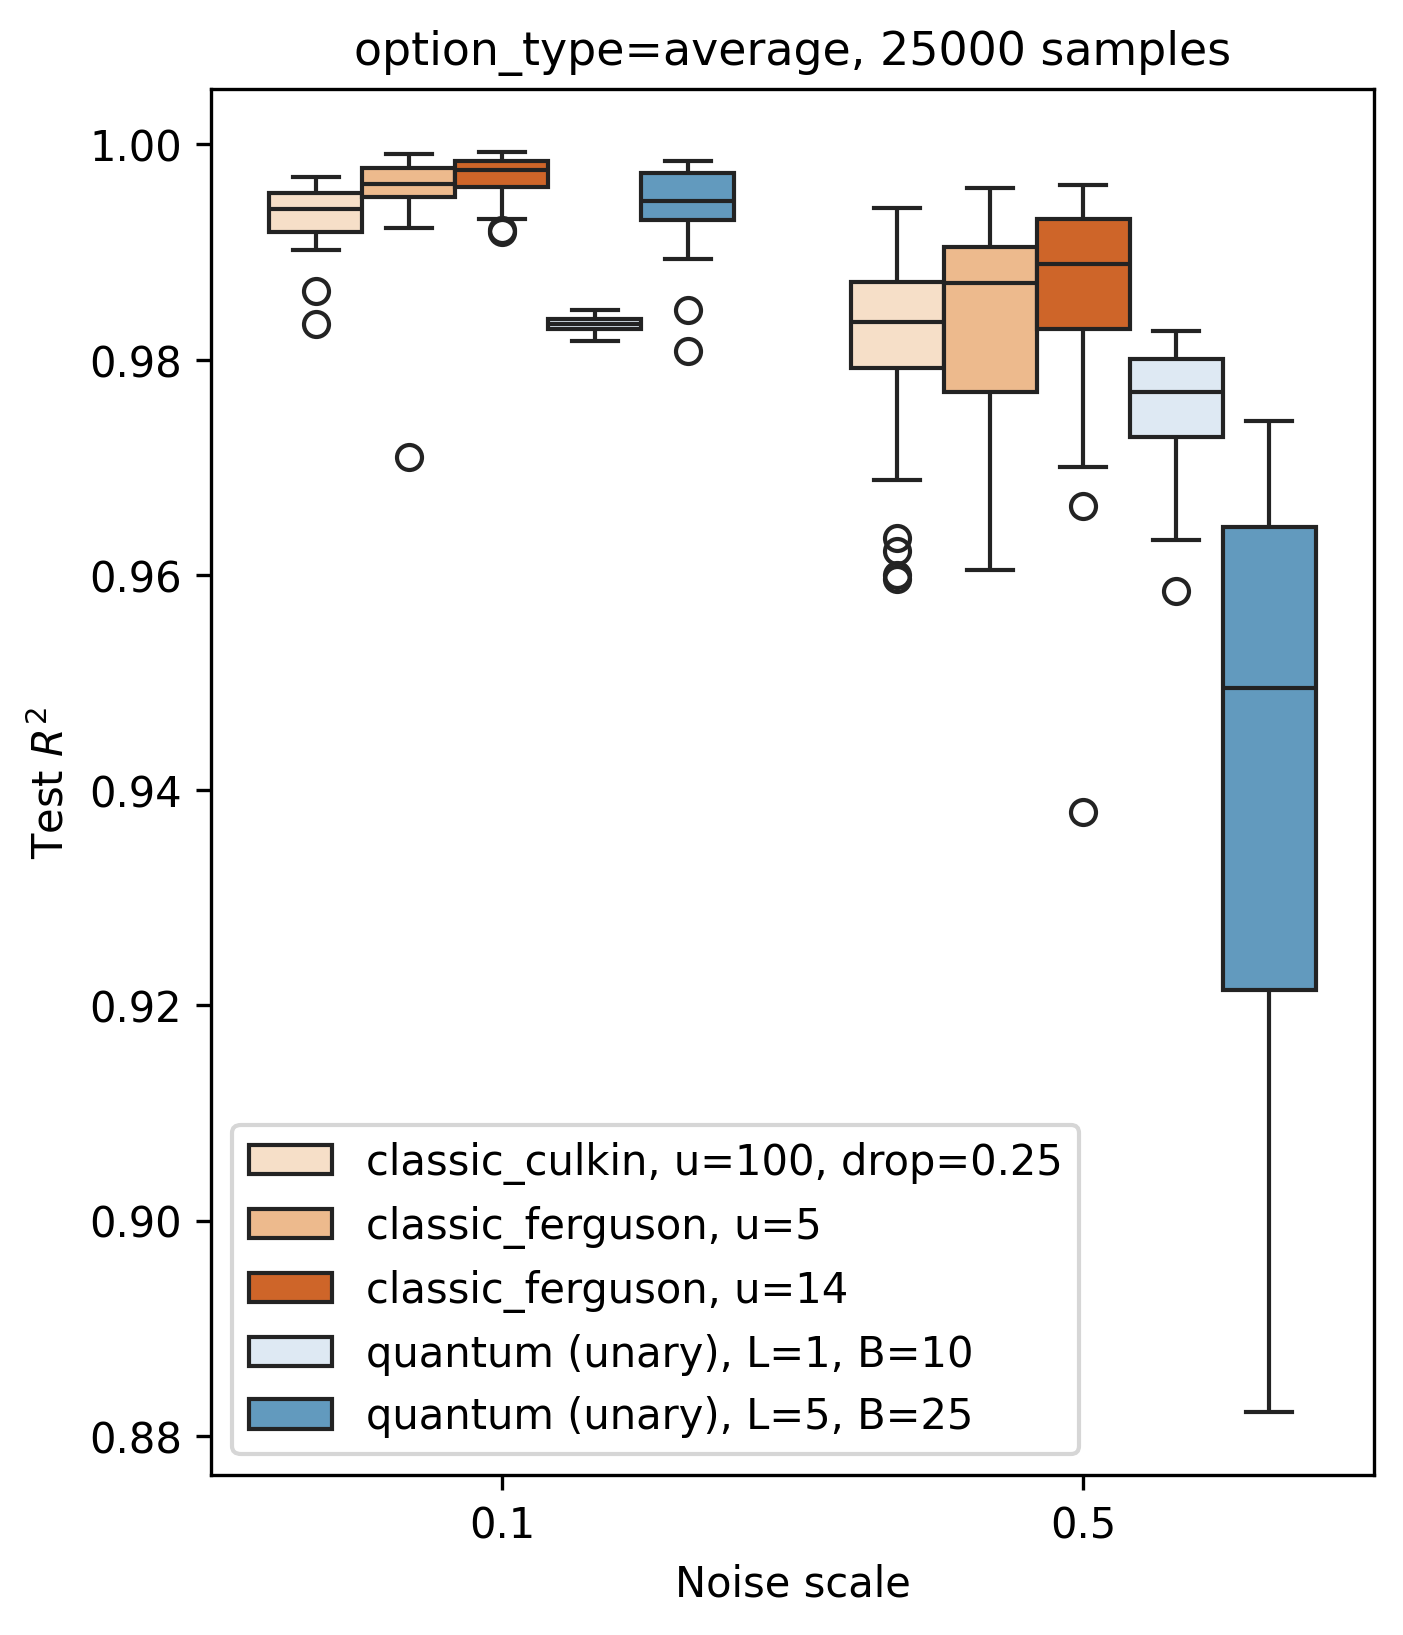 option_type=average, 25000 samples
1.00
0.98
0.96
0.94
0.92
0.90
0.88
Test R²
classic_culkin, u=100, drop=0.25
classic_ferguson, u=5
classic_ferguson, u=14
quantum (unary), L=1, B=10
quantum (unary), L=5, B=25
0.1
0.5
Noise scale